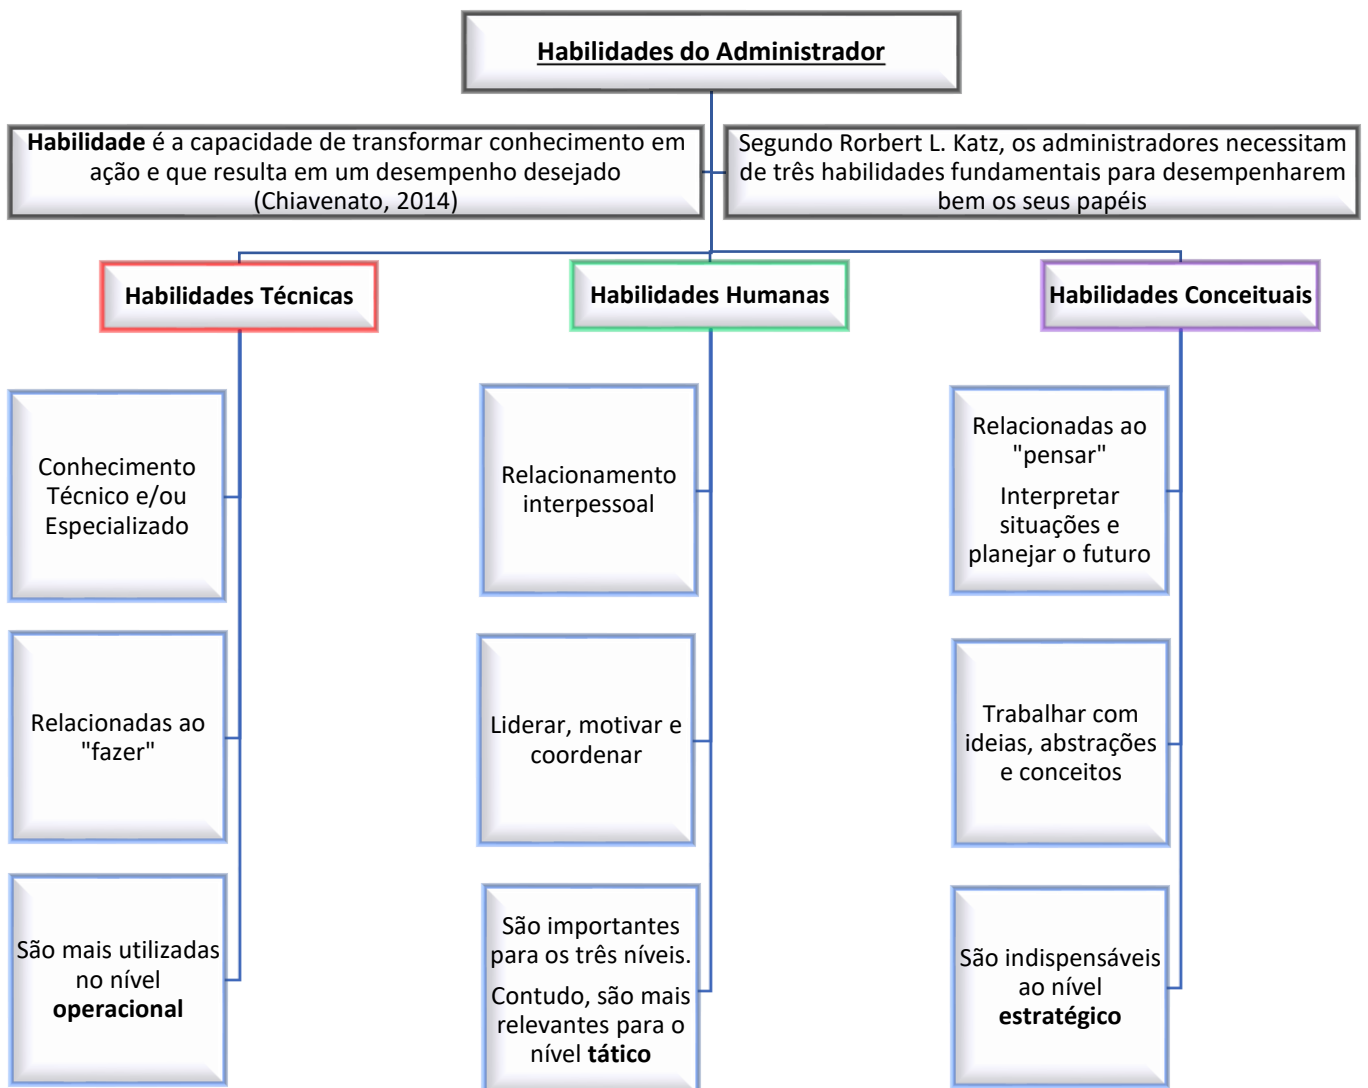 Habilidades do Administrador
Habilidade é a capacidade de transformar conhecimento em
ação e que resulta em um desempenho desejado
(Chiavenato, 2014)
Segundo Rorbert L. Katz, os administradores necessitam
de três habilidades fundamentais para desempenharem
bem os seus papéis
Habilidades Técnicas
Conhecimento
Técnico e/ou
Especializado
Relacionadas ao
"fazer"
São mais utilizadas
no nível
operacional
Habilidades Humanas
Relacionamento
interpessoal
Liderar, motivar e
coordenar
São importantes
para os três níveis.
Contudo, são mais
relevantes para o
nível tático
Habilidades Conceituais
Relacionadas ao
"pensar"
Interpretar
situações e
planejar o futuro
Trabalhar com
ideias, abstrações
e conceitos
São indispensáveis
ao nível
estratégico